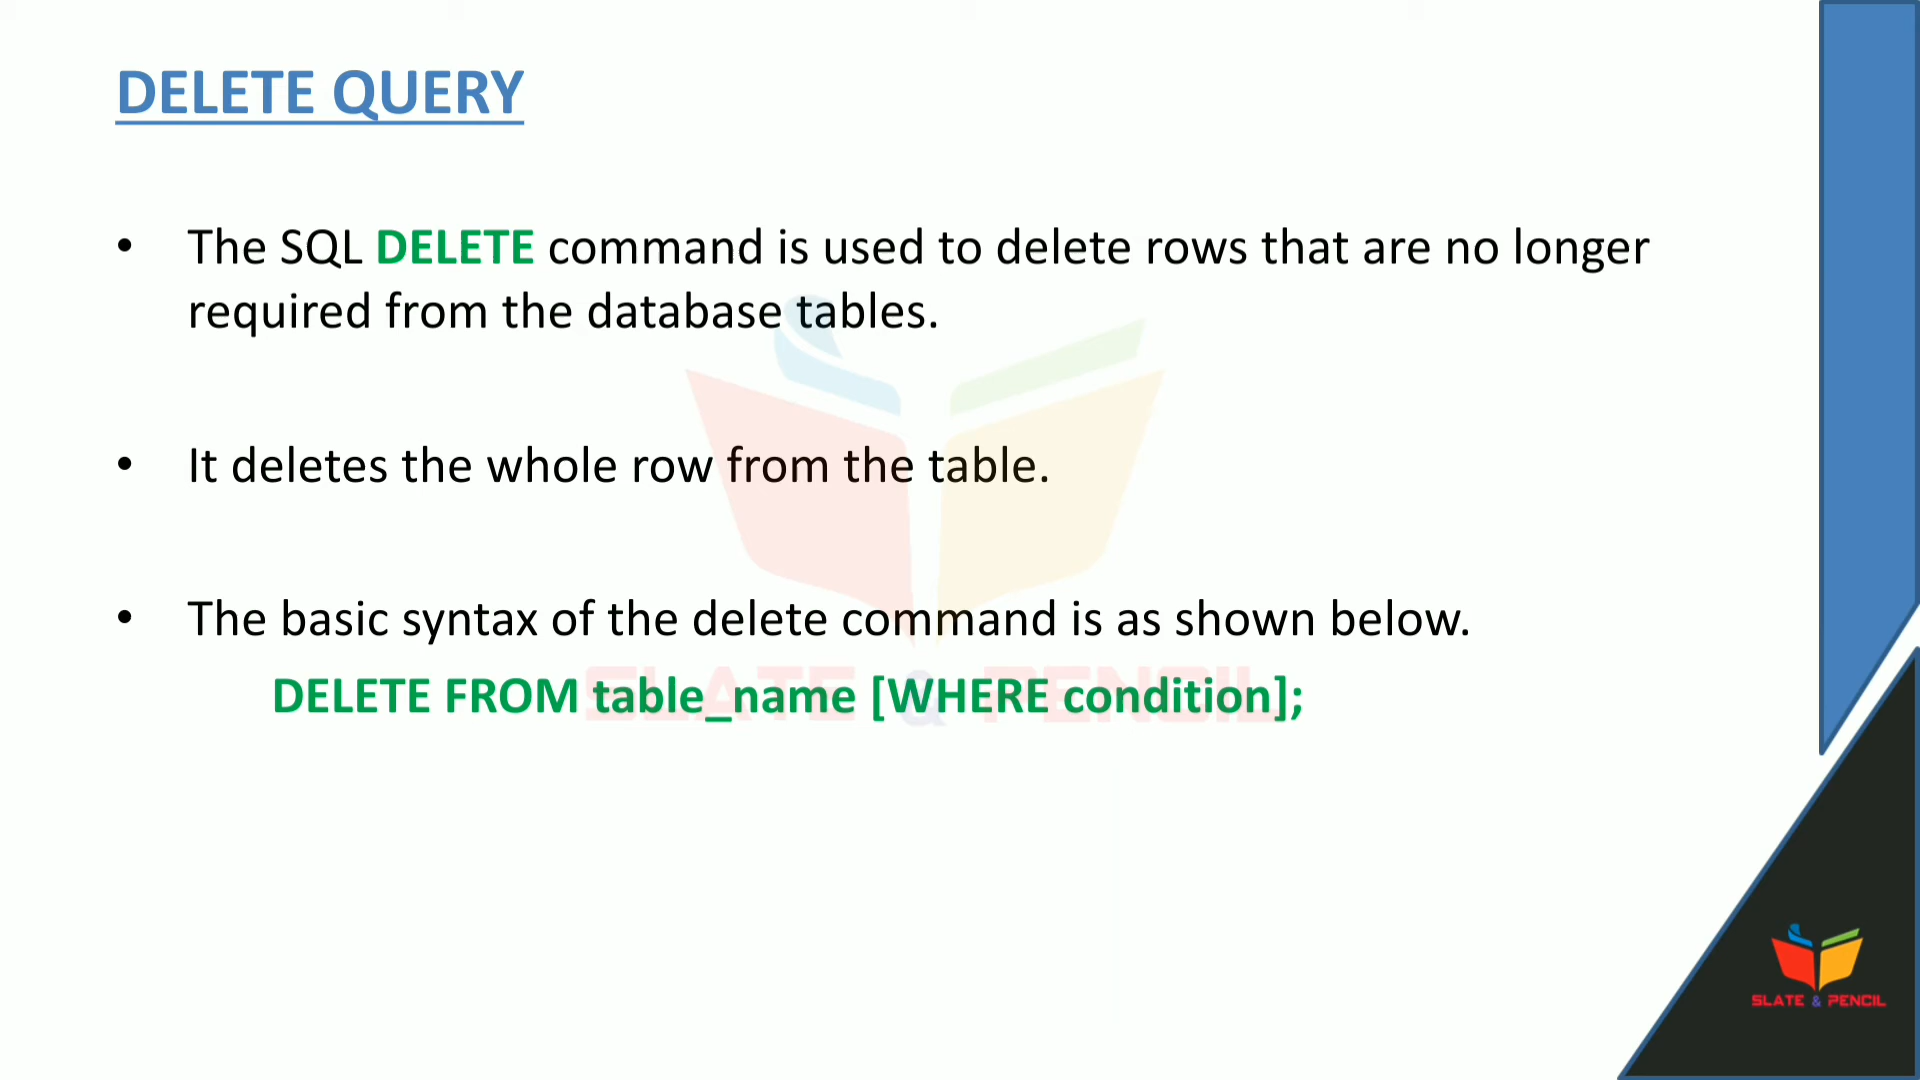 DELETE QUERY
• The SQL DELETE command is used to delete rows that are no longer
required from the database tables.
• It deletes the whole row from the table.
• The basic syntax of the delete command is as shown below.
DELETE FROM table_name [WHERE condition];
SLATE & PENCIL
SLATE & PENCIL